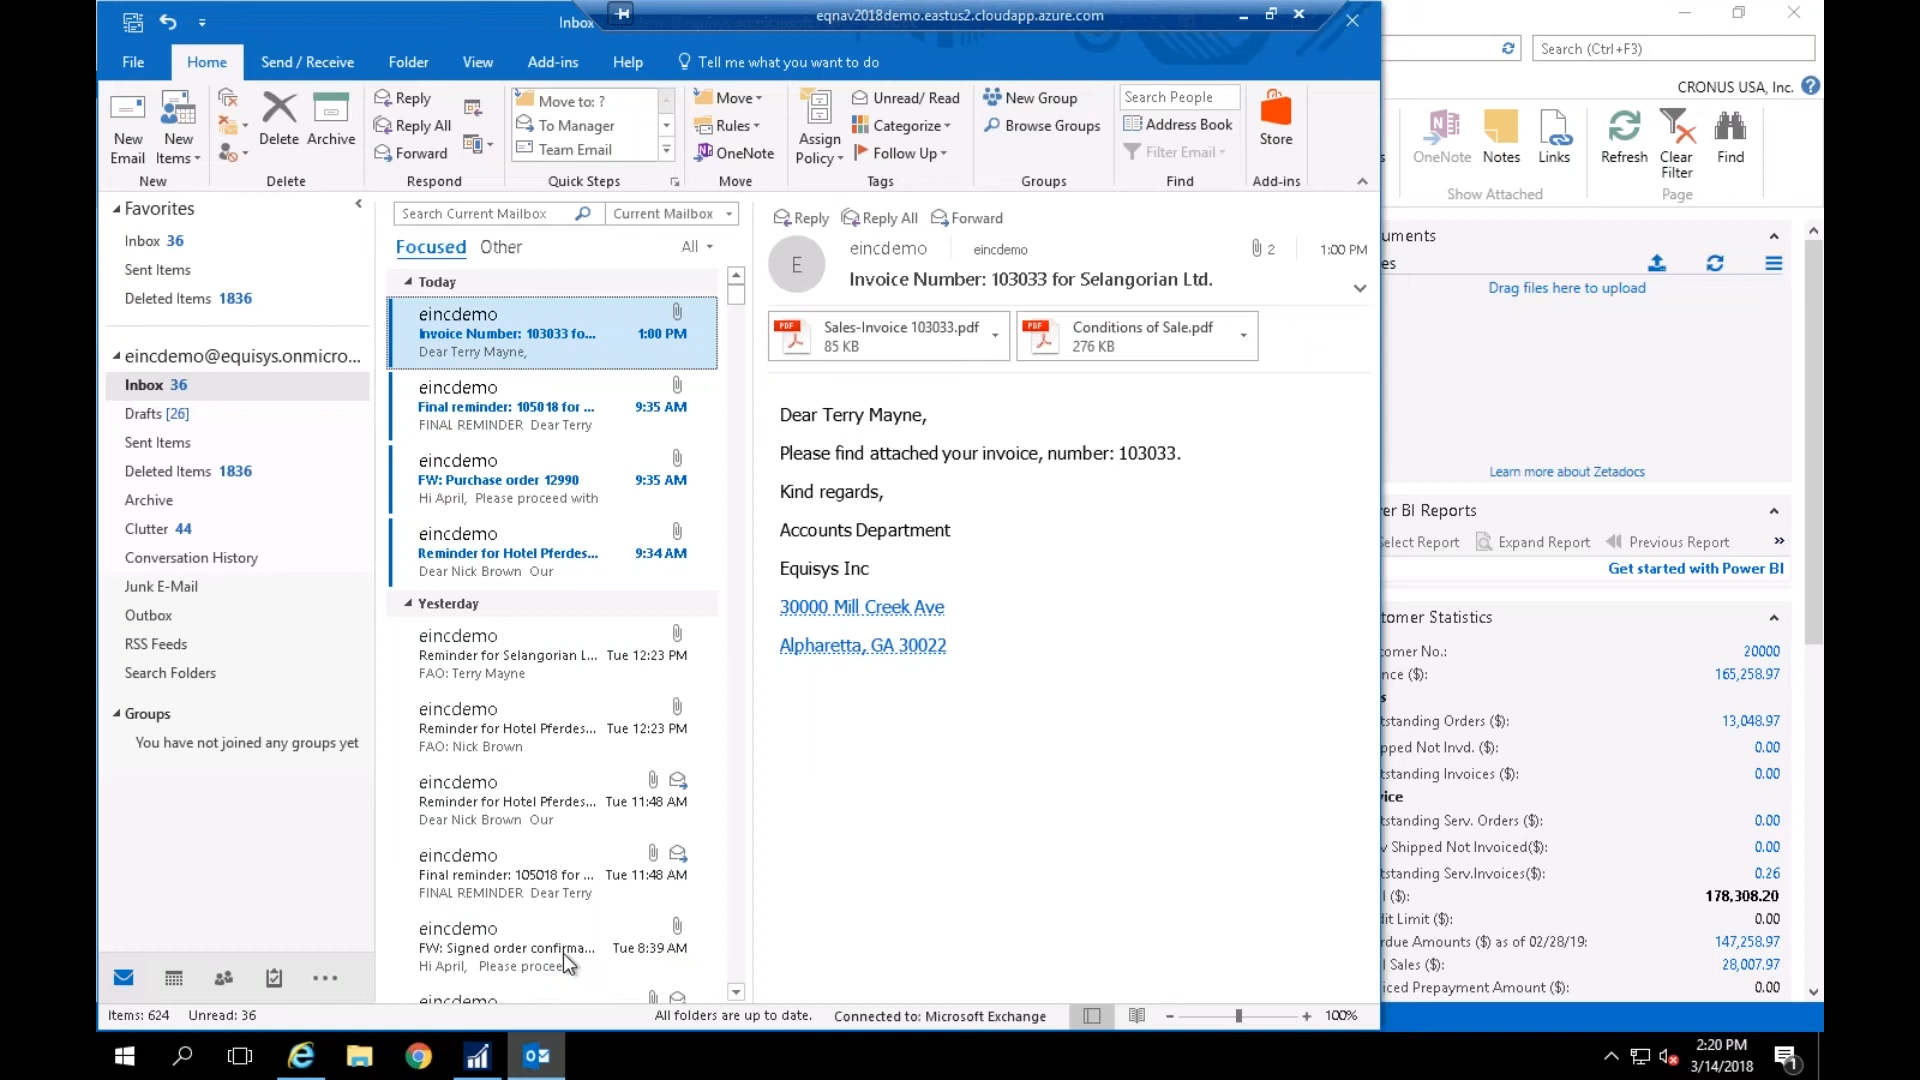 Inbox
eqnav2018demo.eastus2.cloudapp.azure.com
File Home Send / Receive Folder View Add-ins Help Tell me what you want to do
New Email
New Items
New
Delete
Archive
Delete
Reply
Reply All
Forward
Respond
Move to: ?
To Manager
Team Email
Quick Steps
Move
Rules
OneNote
Move
Assign Policy
Unread/ Read
Categorize
Follow Up
Tags
New Group
Browse Groups
Groups
Search People
Address Book
Filter Email
Find
Store
Add-ins
Favorites
Inbox 36
Sent Items
Deleted Items 1836
eincdemo@equisys.onmicro...
Inbox 36
Drafts [26]
Sent Items
Deleted Items 1836
Archive
Clutter 44
Conversation History
Junk E-Mail
Outbox
RSS Feeds
Search Folders
Groups
You have not joined any groups yet
Items: 624 Unread: 36
Search Current Mailbox Current Mailbox
Focused Other All
Today
eincdemo
Invoice Number: 103033 fo... 1:00 PM
Dear Terry Mayne,
eincdemo
Final reminder: 105018 for ... 9:35 AM
FINAL REMINDER Dear Terry
eincdemo
FW: Purchase order 12990 9:35 AM
Hi April, Please proceed with
eincdemo
Reminder for Hotel Pferdes... 9:34 AM
Dear Nick Brown Our
Yesterday
eincdemo
Reminder for Selangorian L... Tue 12:23 PM
FAO: Terry Mayne
eincdemo
Reminder for Hotel Pferdes... Tue 12:23 PM
FAO: Nick Brown
eincdemo
Reminder for Hotel Pferdes... Tue 11:48 AM
Dear Nick Brown Our
eincdemo
Final reminder: 105018 for ... Tue 11:48 AM
FINAL REMINDER Dear Terry
eincdemo
FW: Signed order confirma... Tue 8:39 AM
Hi April, Please procee
eincdemo
Reply Reply All Forward
E
eincdemo eincdemo 2 1:00 PM
Invoice Number: 103033 for Selangorian Ltd.
PDF Sales-Invoice 103033.pdf
85 KB
PDF Conditions of Sale.pdf
276 KB
Dear Terry Mayne,
Please find attached your invoice, number: 103033.
Kind regards,
Accounts Department
Equisys Inc
30000 Mill Creek Ave
Alpharetta, GA 30022
All folders are up to date. Connected to: Microsoft Exchange 100%
Search (Ctrl+F3)
CRONUS USA, Inc.
OneNote
Notes
Links
Show Attached
Refresh
Clear Filter
Find
Page
uments
es
Drag files here to upload
Learn more about Zetadocs
er BI Reports
elect Report Expand Report Previous Report
Get started with Power BI
tomer Statistics
omer No.: 20000
nce ($): 165,258.97
s
tstanding Orders ($): 13,048.97
pped Not Invd. ($): 0.00
tstanding Invoices ($): 0.00
ice
tstanding Serv. Orders ($): 0.00
Shipped Not Invoiced($): 0.00
tstanding Serv.Invoices($): 0.26
($): 178,308.20
dit Limit ($): 0.00
rdue Amounts ($) as of 02/28/19: 147,258.97
l Sales ($): 28,007.97
iced Prepayment Amount ($): 0.00
2:20 PM
3/14/2018
1